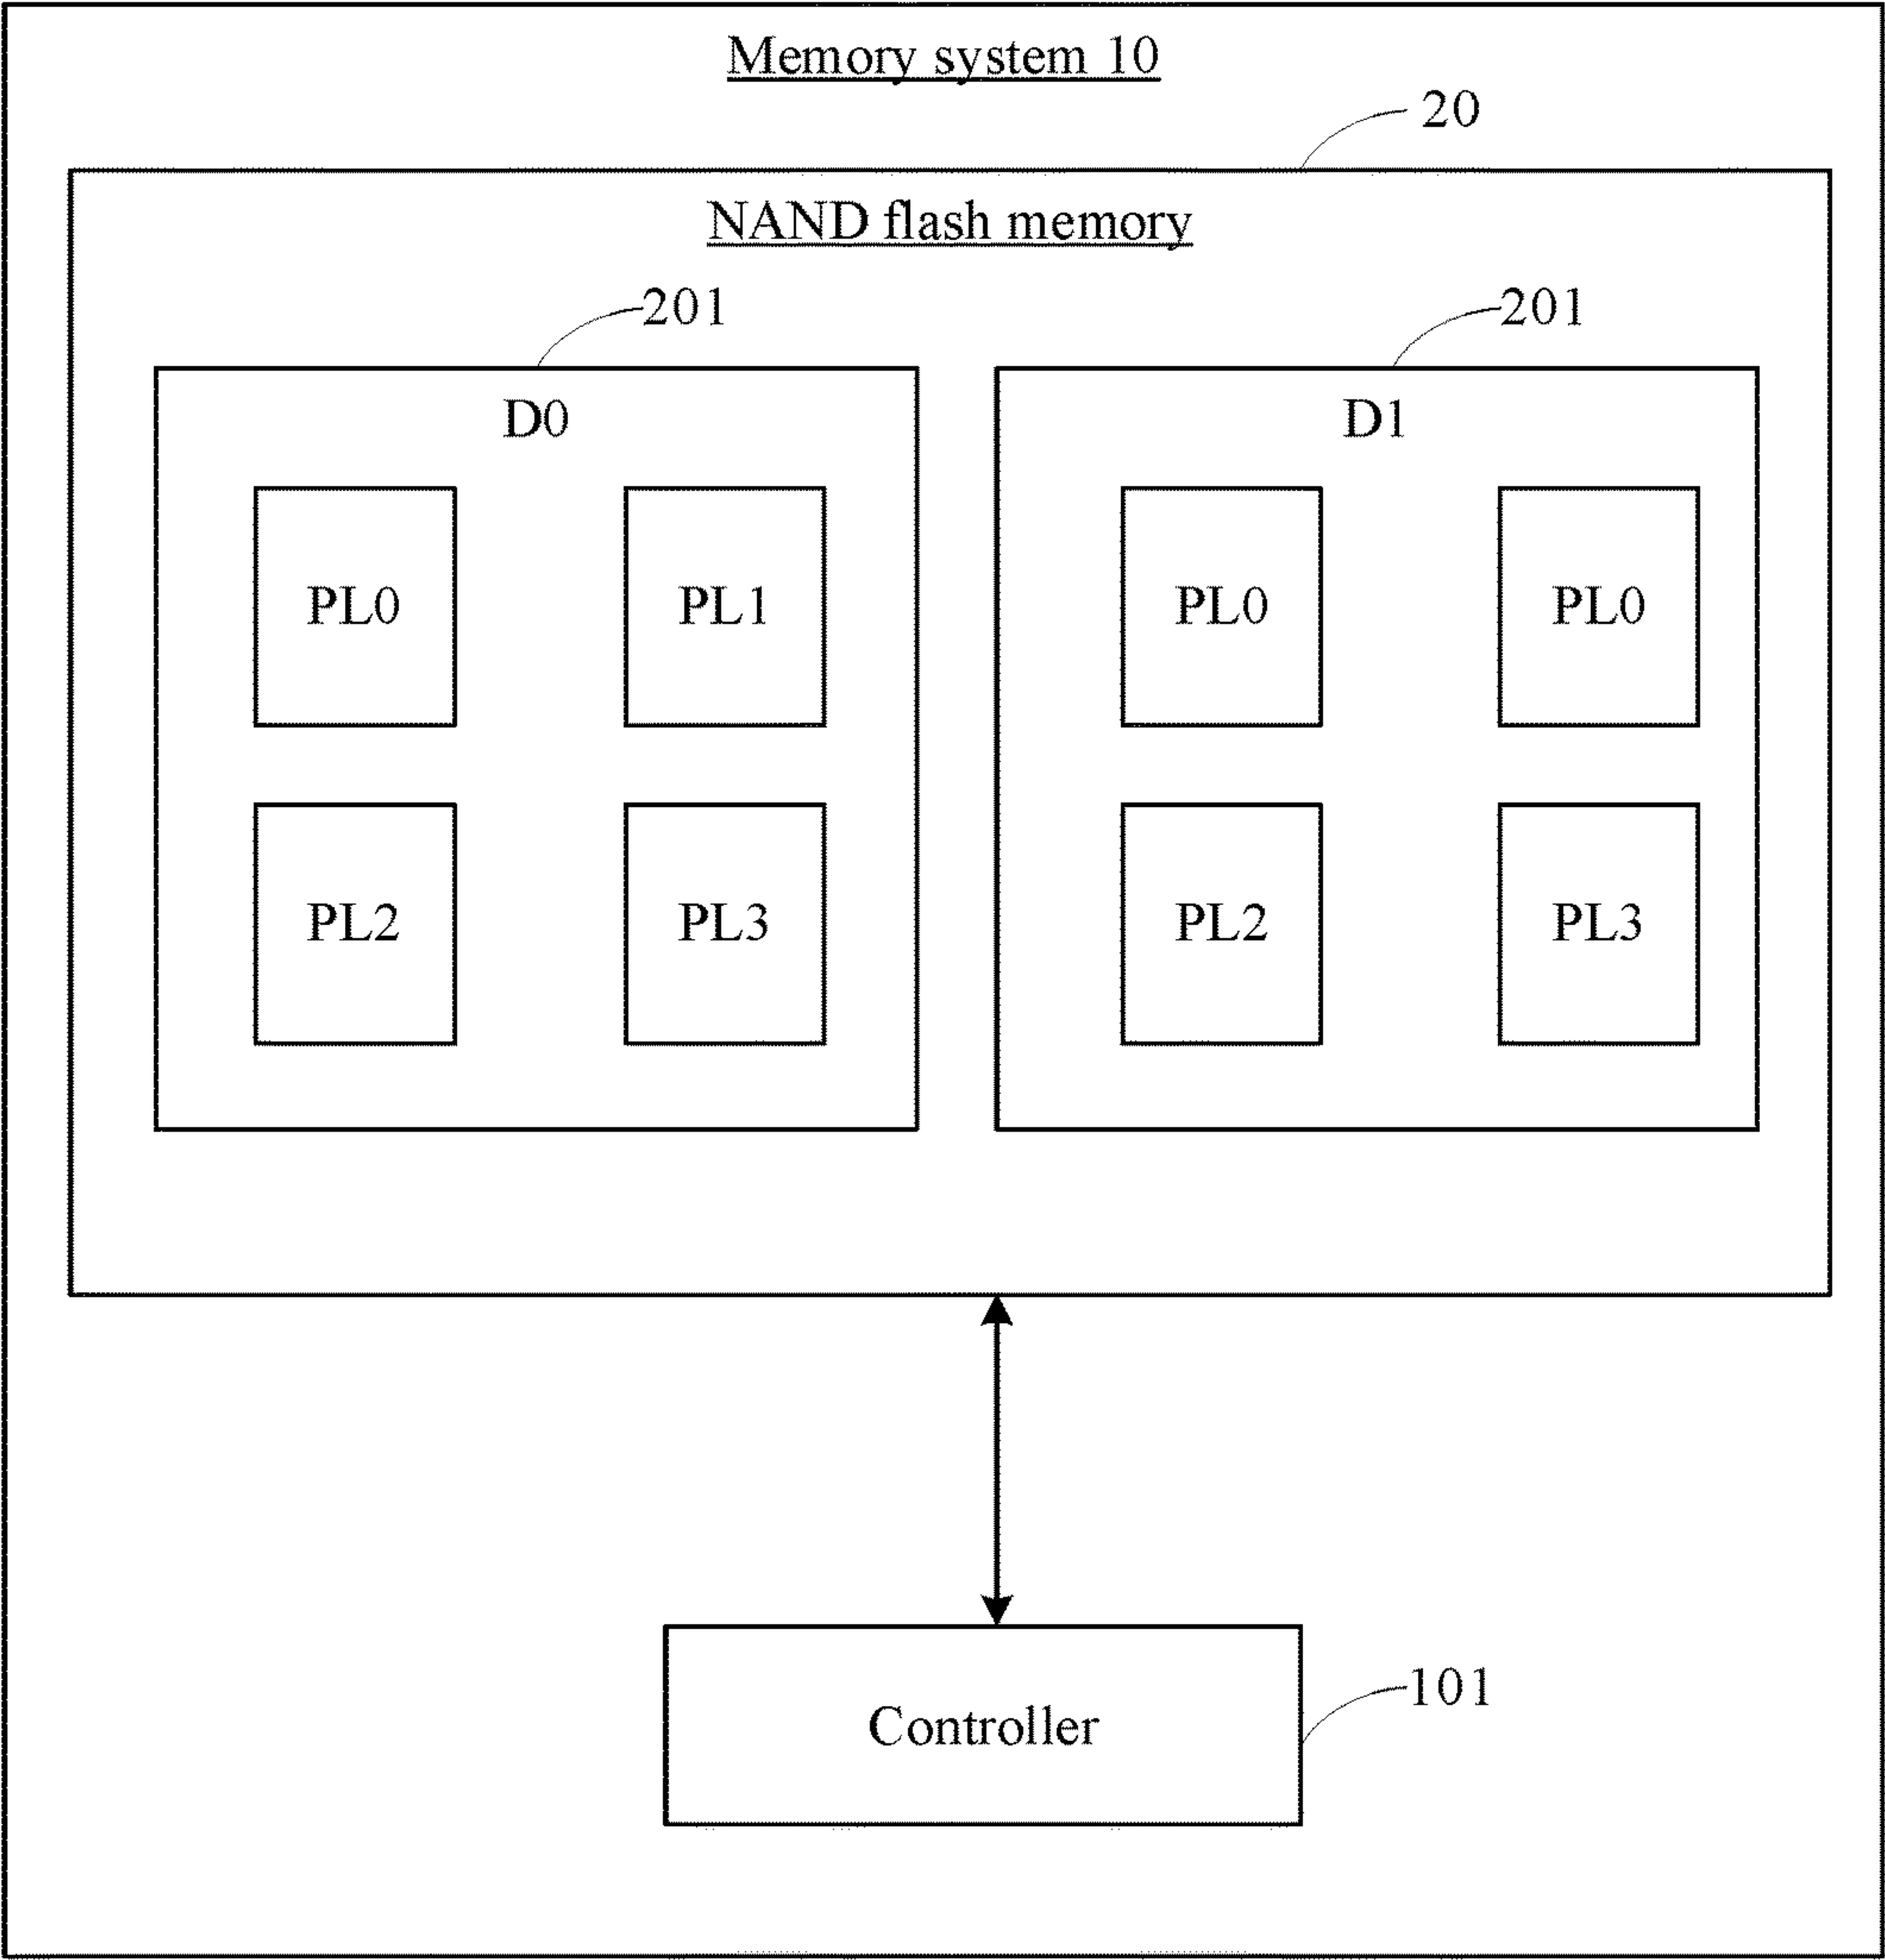 Memory system 10
20
NAND flash memory
201
201
D0
D1
PL0
PL1
PL0
PL0
PL2
PL3
PL2
PL3
101
Controller